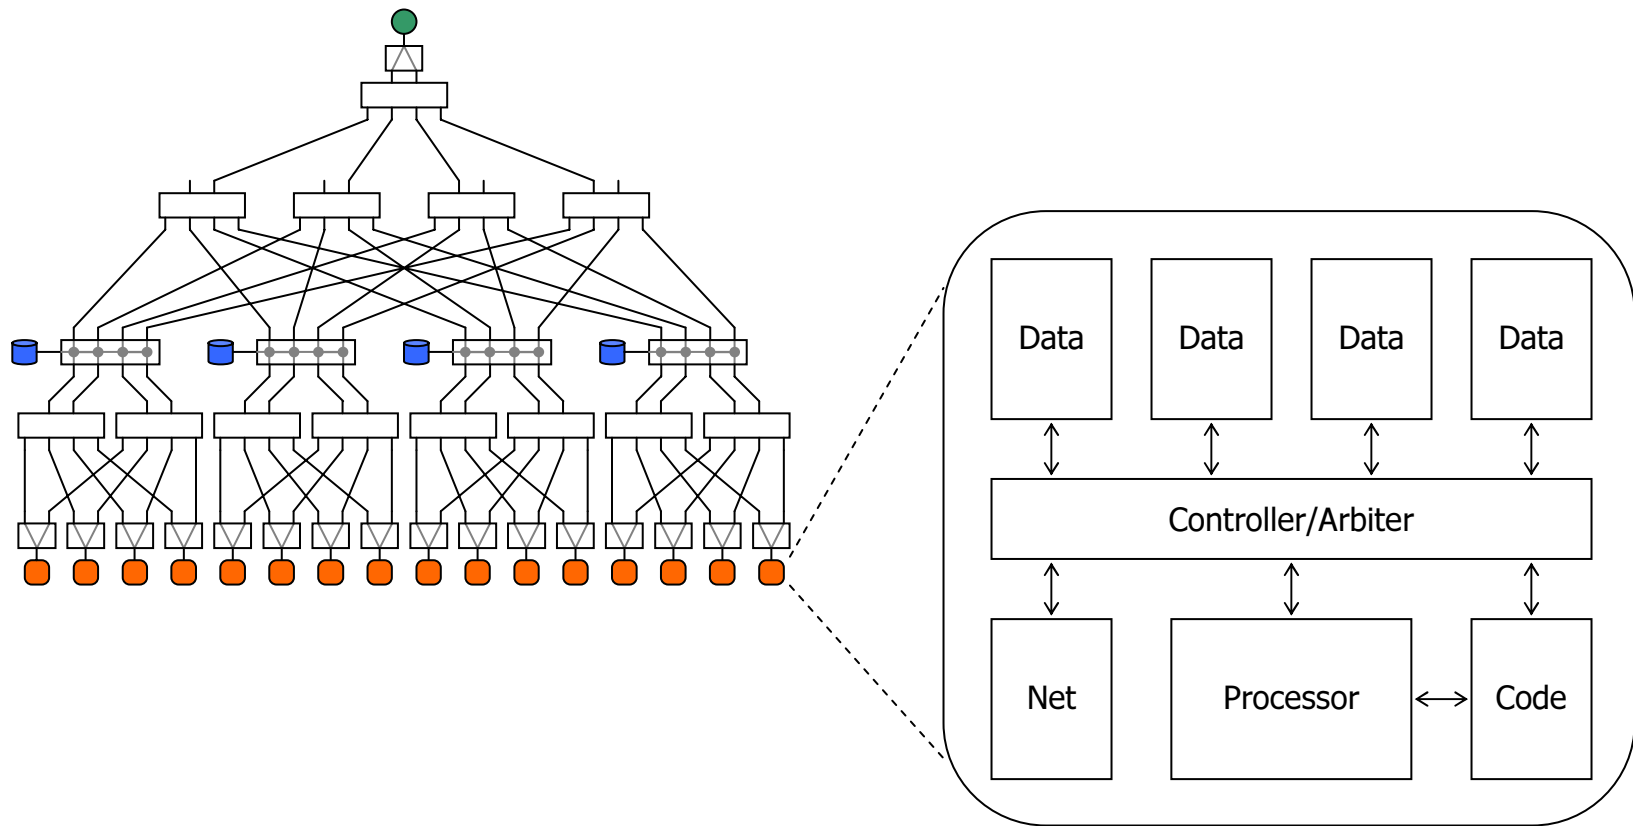 Data
Data
Data
Data
Controller/Arbiter
Net
Processor
Code